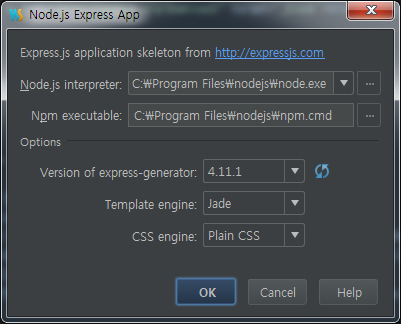 Node.js Express App
Express.js application skeleton from http://expressjs.com
Node.js interpreter: C:₩Program Files₩nodejs₩node.exe ...
Npm executable: C:₩Program Files₩nodejs₩npm.cmd ...
Options
Version of express-generator: 4.11.1
Template engine: Jade
CSS engine: Plain CSS
OK Cancel Help